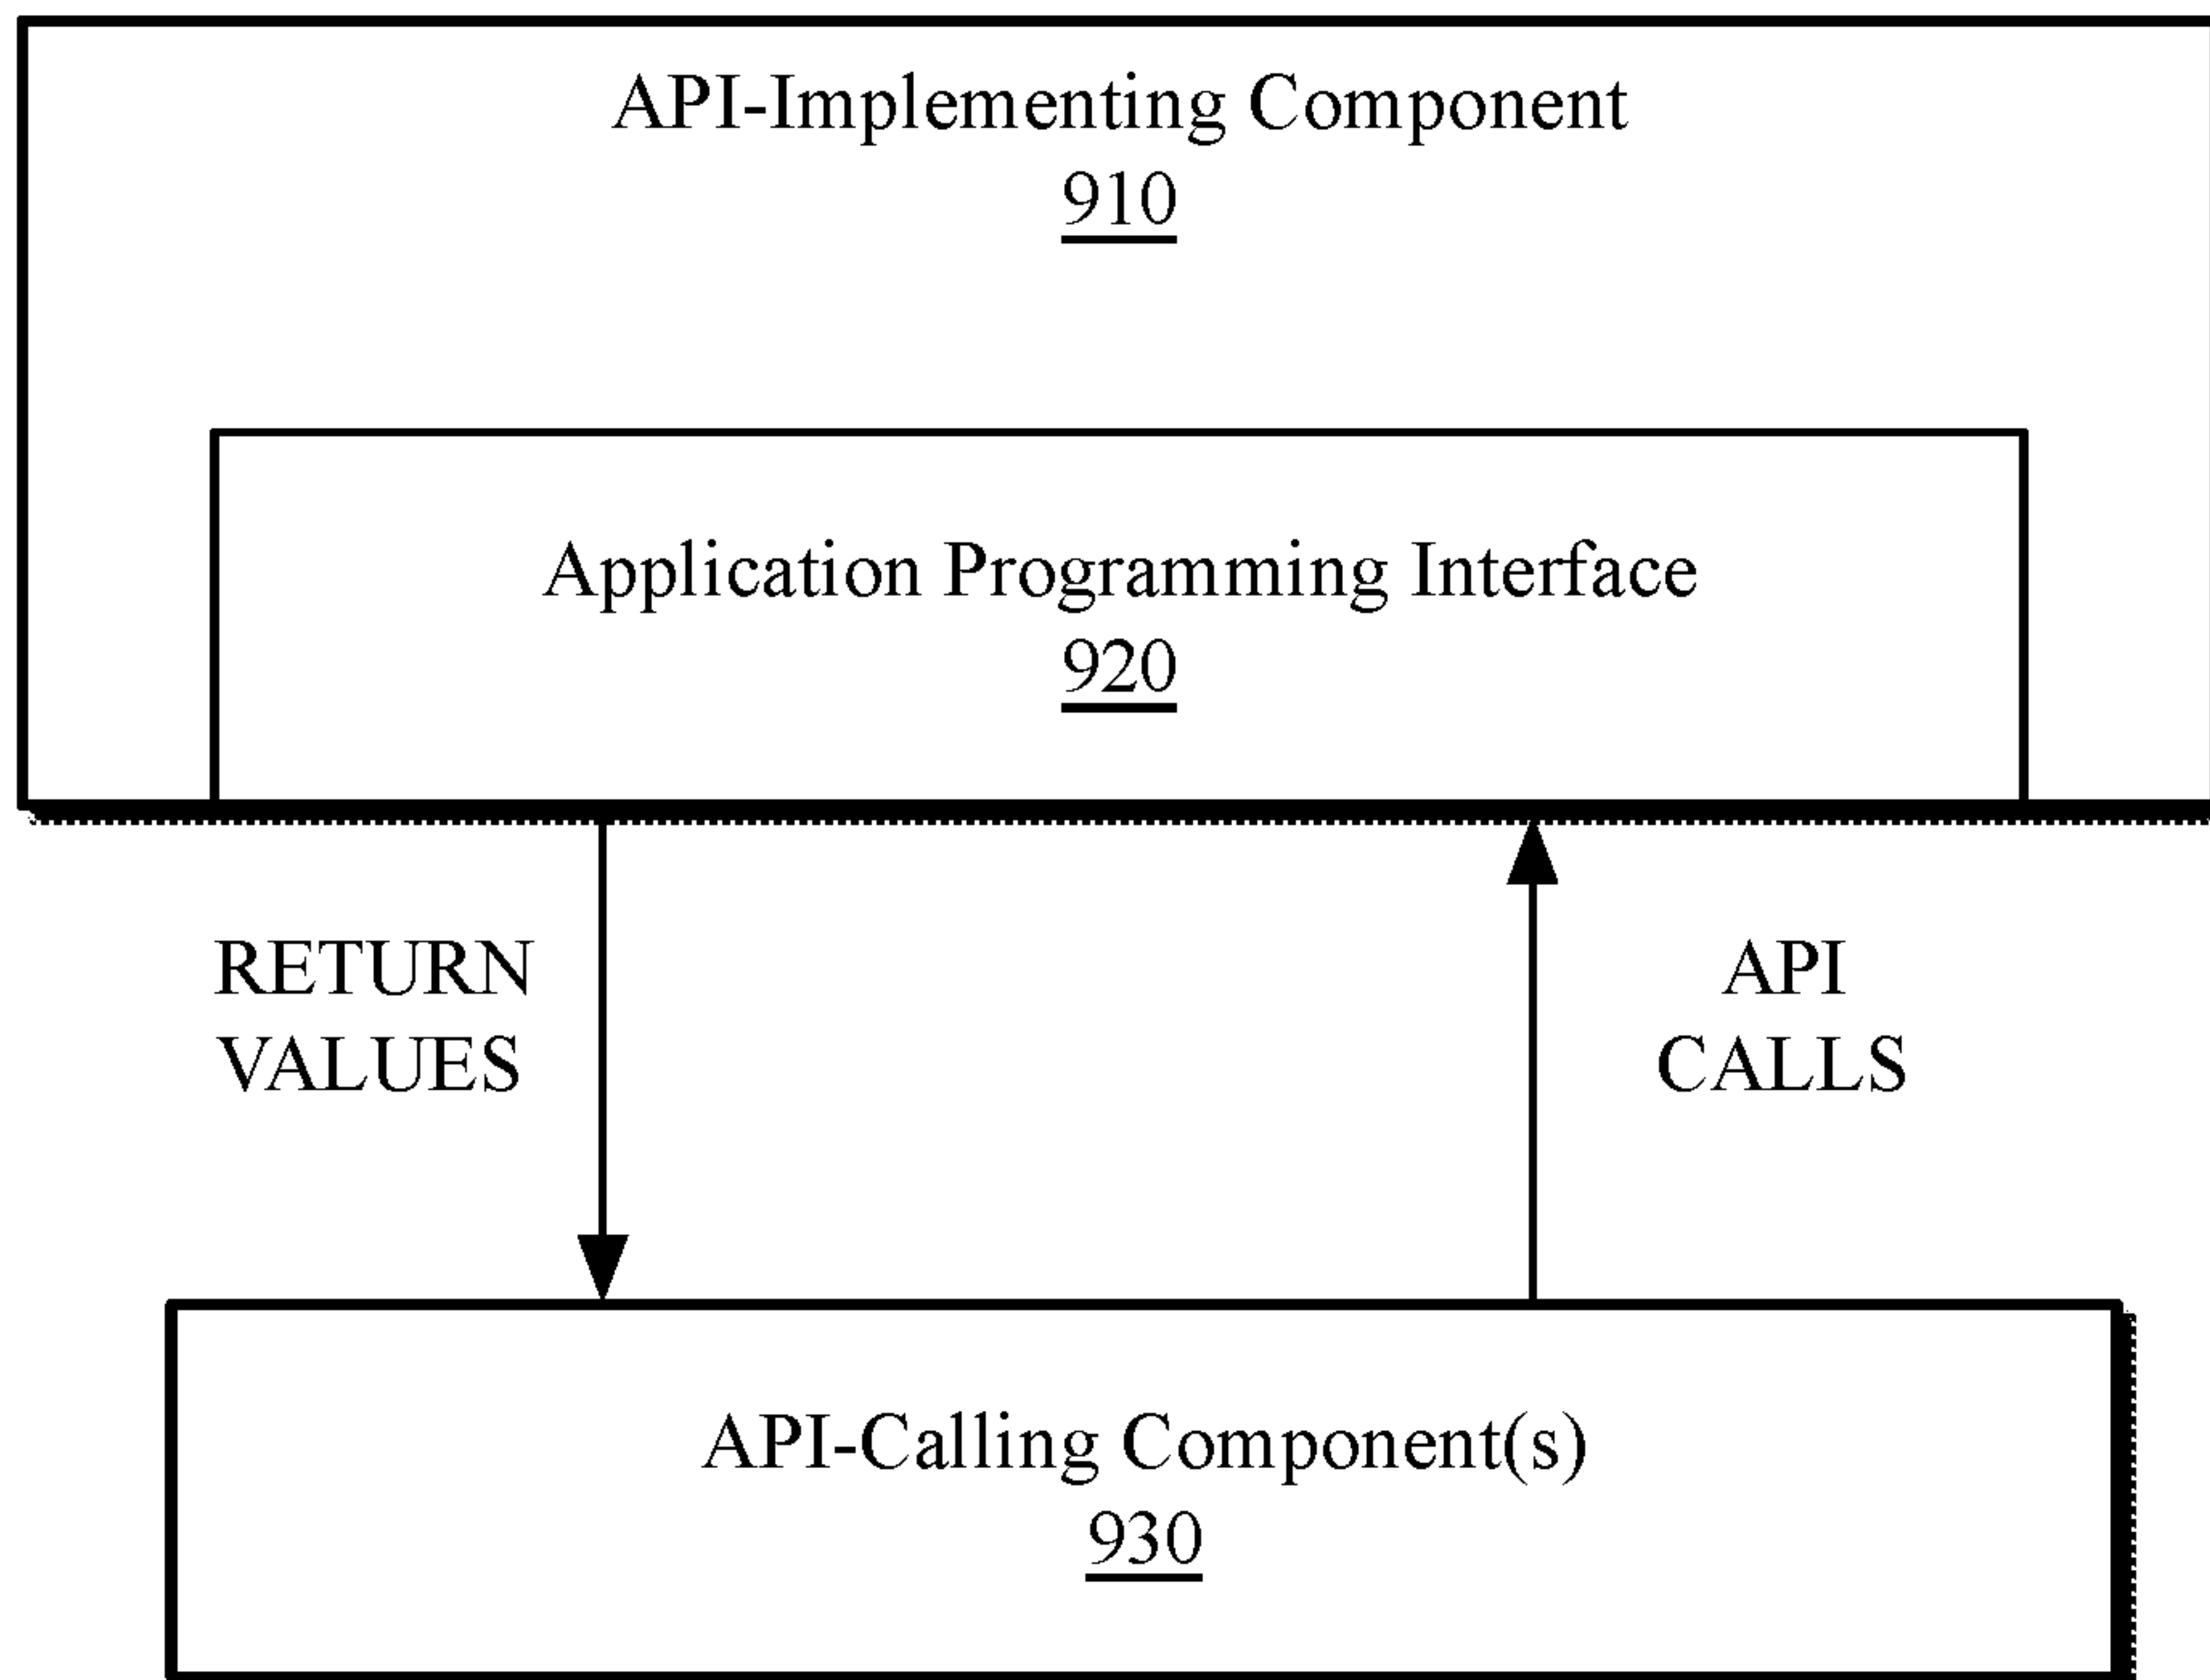 API-Implementing Component
910
Application Programming Interface
920
RETURN
VALUES
API
CALLS
API-Calling Component(s)
930